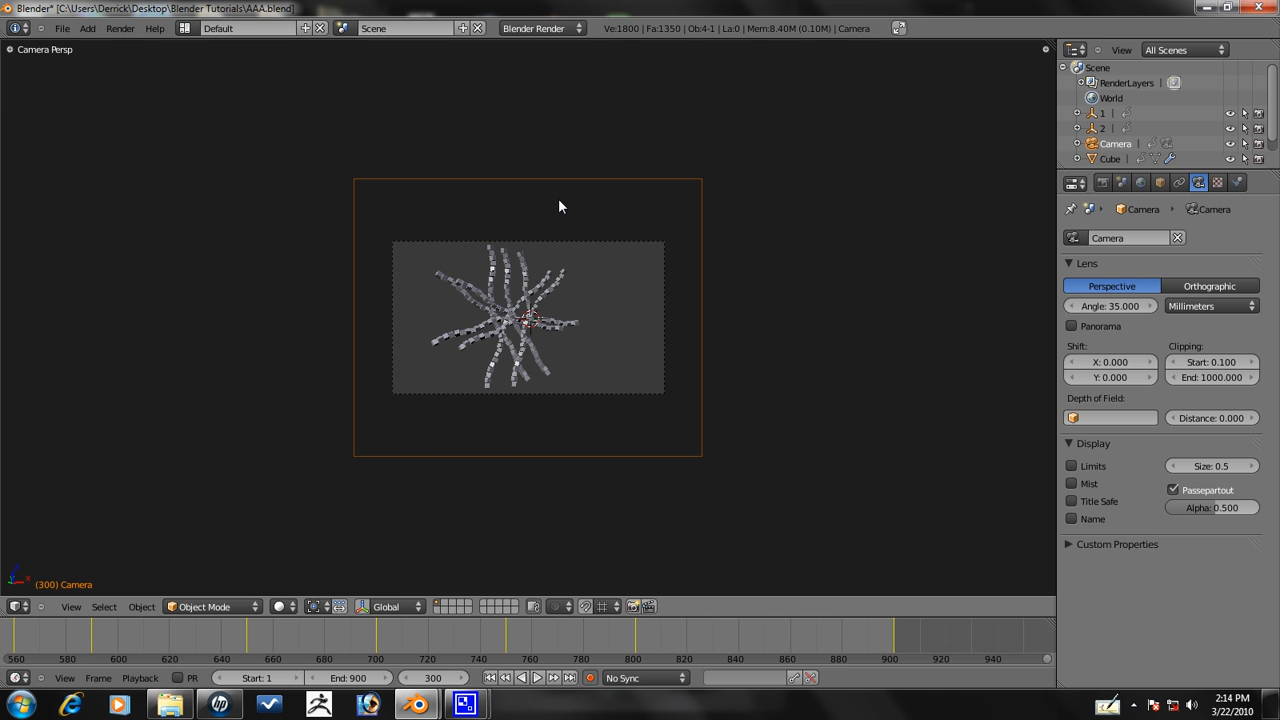 Blender* [C:\Users\Derrick\Desktop\Blender Tutorials\AAA.blend]
File Add Render Help Default Scene Blender Render Ve:1800 | Fa:1350 | Ob:4-1 | La:0 | Mem:8.40M (0.10M) | Camera
Camera Persp
View All Scenes
Scene
RenderLayers |
World
1 |
2 |
Camera |
Cube |
Camera Camera
Camera
Lens
Perspective Orthographic
Angle: 35.000 Millimeters
Panorama
Shift: Clipping:
X: 0.000 Start: 0.100
Y: 0.000 End: 1000.000
Depth of Field:
Distance: 0.000
Display
Limits Size: 0.5
Mist Passepartout
Title Safe Alpha: 0.500
Name
Custom Properties
(300) Camera
View Select Object Object Mode Global
560 580 600 620 640 660 680 700 720 740 760 780 800 820 840 860 880 900 920 940
View Frame Playback PR Start: 1 End: 900 300 No Sync
2:14 PM
3/22/2010